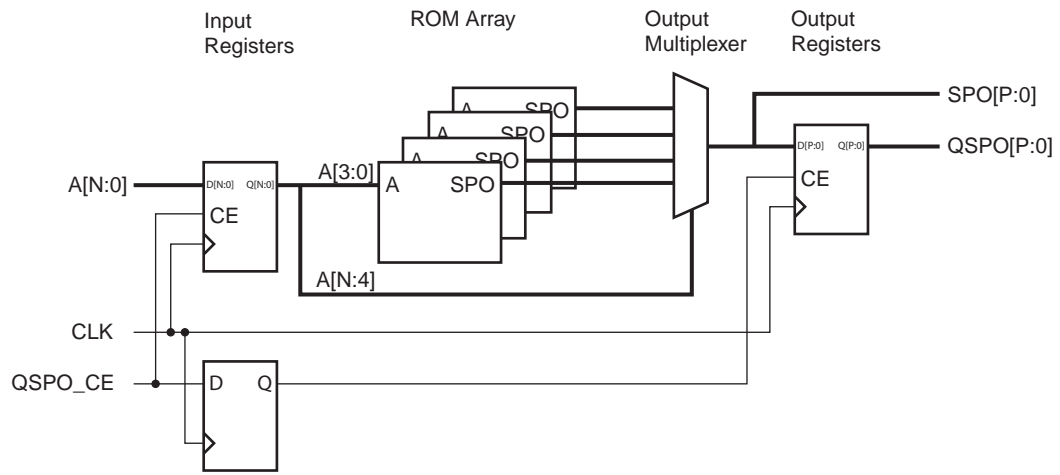 Input
Registers
ROM Array
Output
Multiplexer
Output
Registers
A SPO
A SPO
A SPO
A SPO
A[N:0]
D[N:0] Q[N:0]
CE
A[3:0]
A[N:4]
SPO[P:0]
D[P:0] Q[P:0]
QSPO[P:0]
CE
CLK
QSPO_CE
D Q